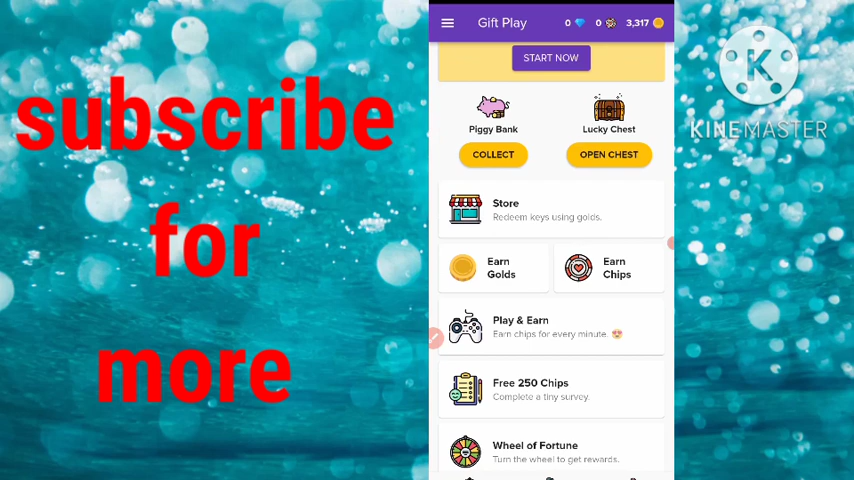 subscribe
for
more
Gift Play
0
0
3,317
START NOW
Piggy Bank
Lucky Chest
COLLECT
OPEN CHEST
Store
Redeem keys using golds.
Earn
Golds
Earn
Chips
Play & Earn
Earn chips for every minute. 😍
Free 250 Chips
Complete a tiny survey.
Wheel of Fortune
Turn the wheel to get rewards.
K
KINEMASTER